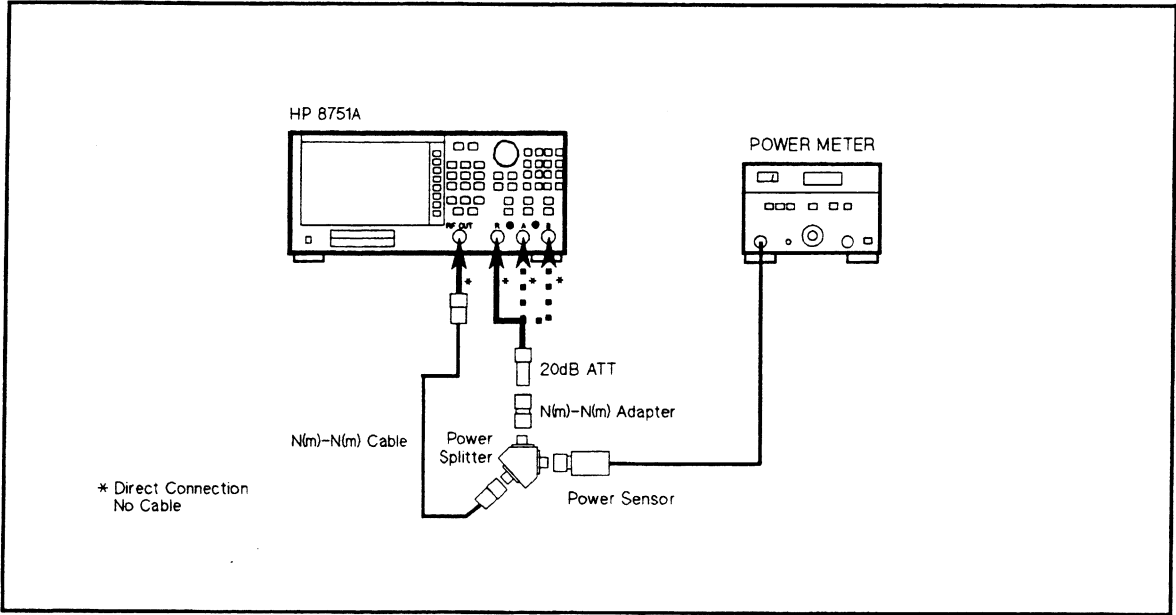 HP 8751A
POWER METER
RF OUT
R
A
B
*
*
*
*
20dB ATT
N(m)-N(m) Adapter
N(m)-N(m) Cable
Power
Splitter
Power Sensor
* Direct Connection
No Cable